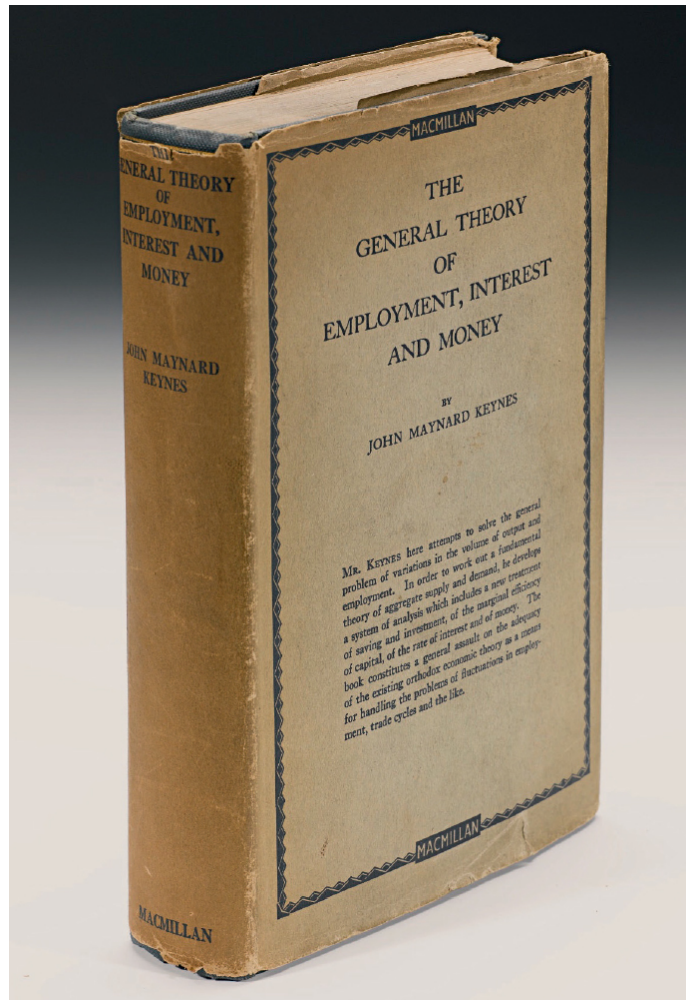 THE
GENERAL THEORY
OF
EMPLOYMENT,
INTEREST AND
MONEY
JOHN MAYNARD
KEYNES
MACMILLAN
MACMILLAN
THE
GENERAL THEORY
OF
EMPLOYMENT, INTEREST
AND MONEY
BY
JOHN MAYNARD KEYNES
MR. KEYNES here attempts to solve the general
problem of variations in the volume of output and
employment. In order to work out a fundamental
theory of aggregate supply and demand, he develops
a system of analysis which includes a new treatment
of saving and investment, of the marginal efficiency
of capital, of the rate of interest and of money. The
book constitutes a general assault on the adequacy
of the existing orthodox economic theory as a means
for handling the problems of fluctuations in employ-
ment, trade cycles and the like.
MACMILLAN